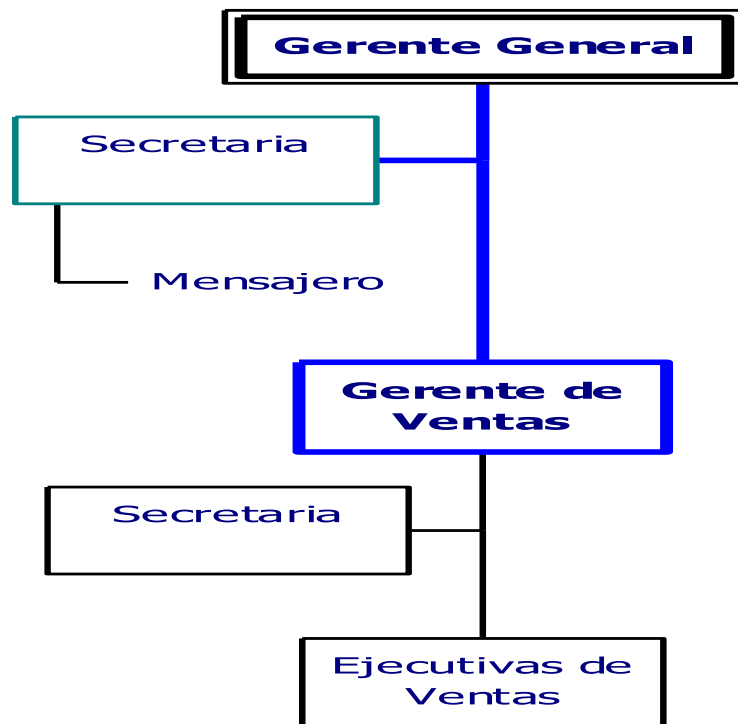 Gerente General
Secretaria
Mensajero
Gerente de
Ventas
Secretaria
Ejecutivas de
Ventas